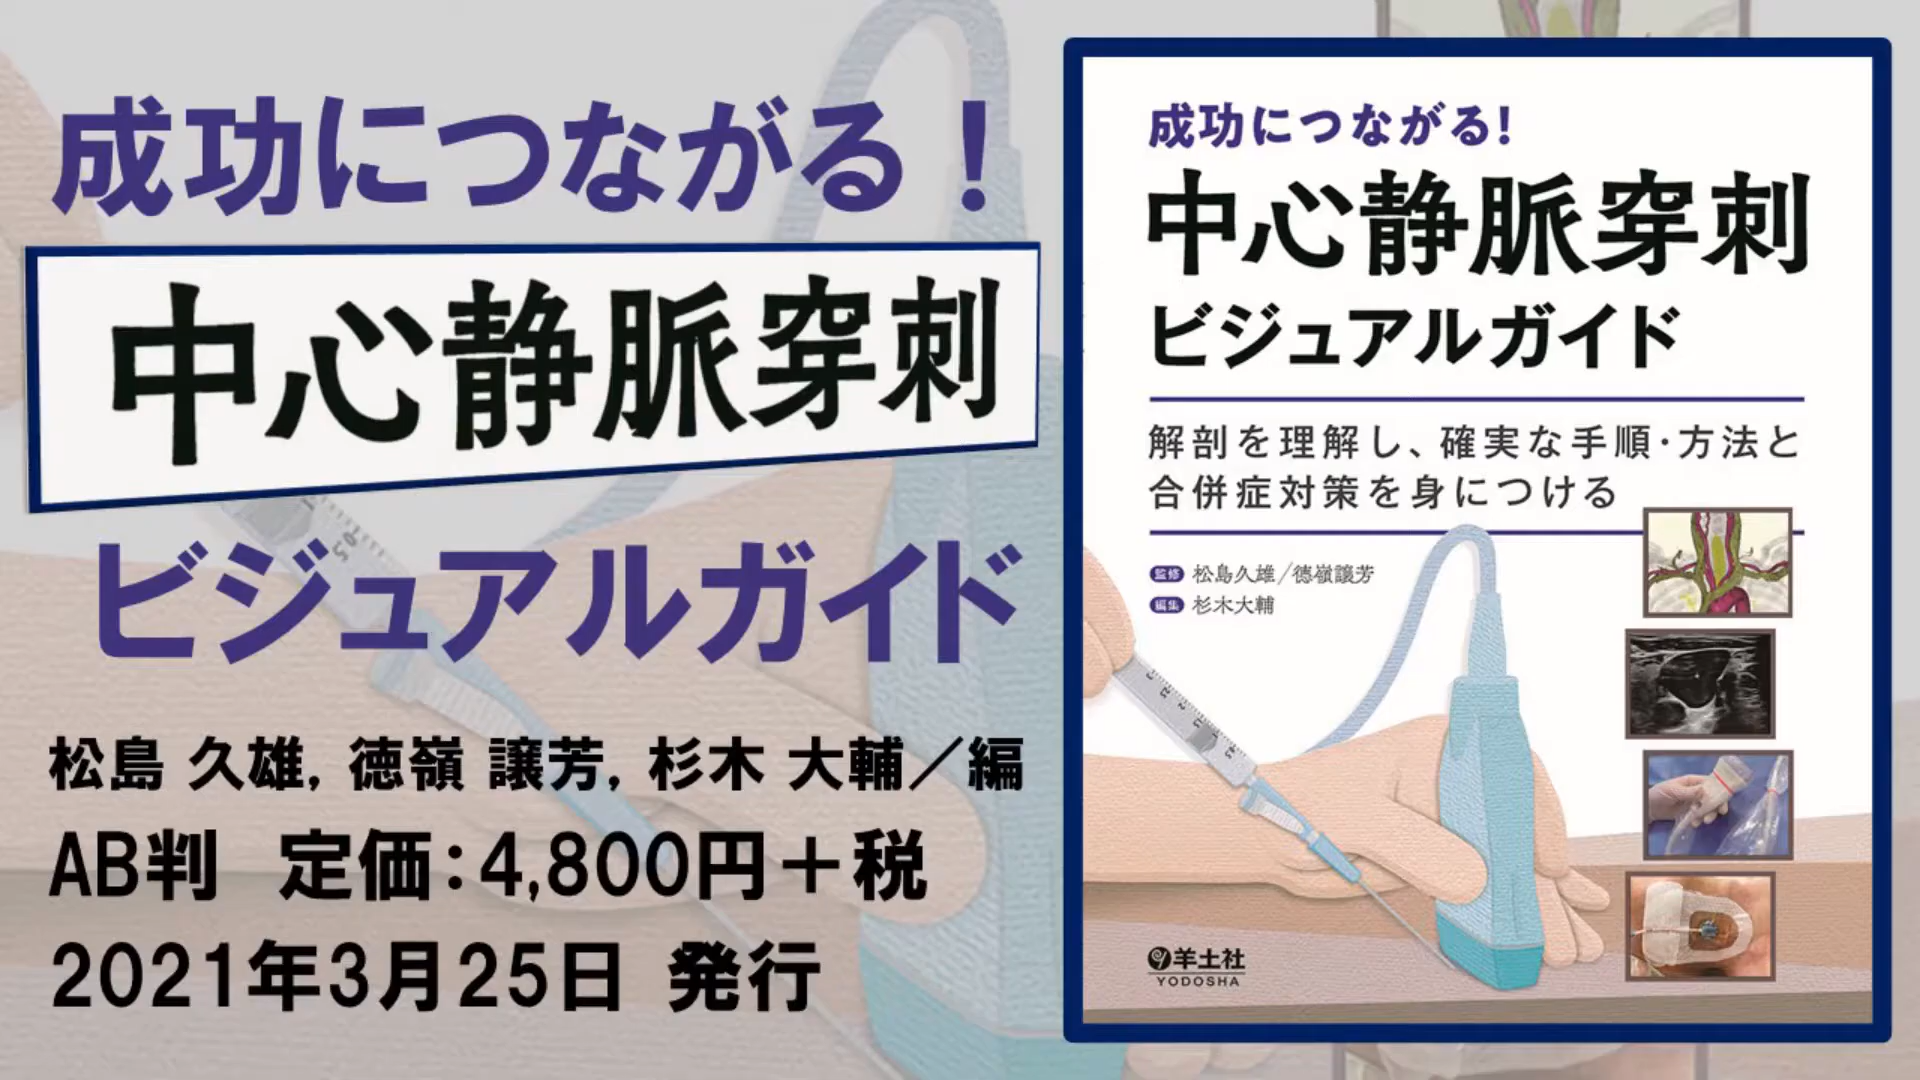 成功につながる！
中心静脈穿刺
ビジュアルガイド
松島 久雄, 徳嶺 譲芳, 杉木 大輔／編
AB判　定価：4,800円＋税
2021年3月25日 発行
成功につながる!
中心静脈穿刺
ビジュアルガイド
解剖を理解し、確実な手順・方法と
合併症対策を身につける
監修 松島久雄／徳嶺譲芳
編集 杉木大輔
羊土社
YODOSHA